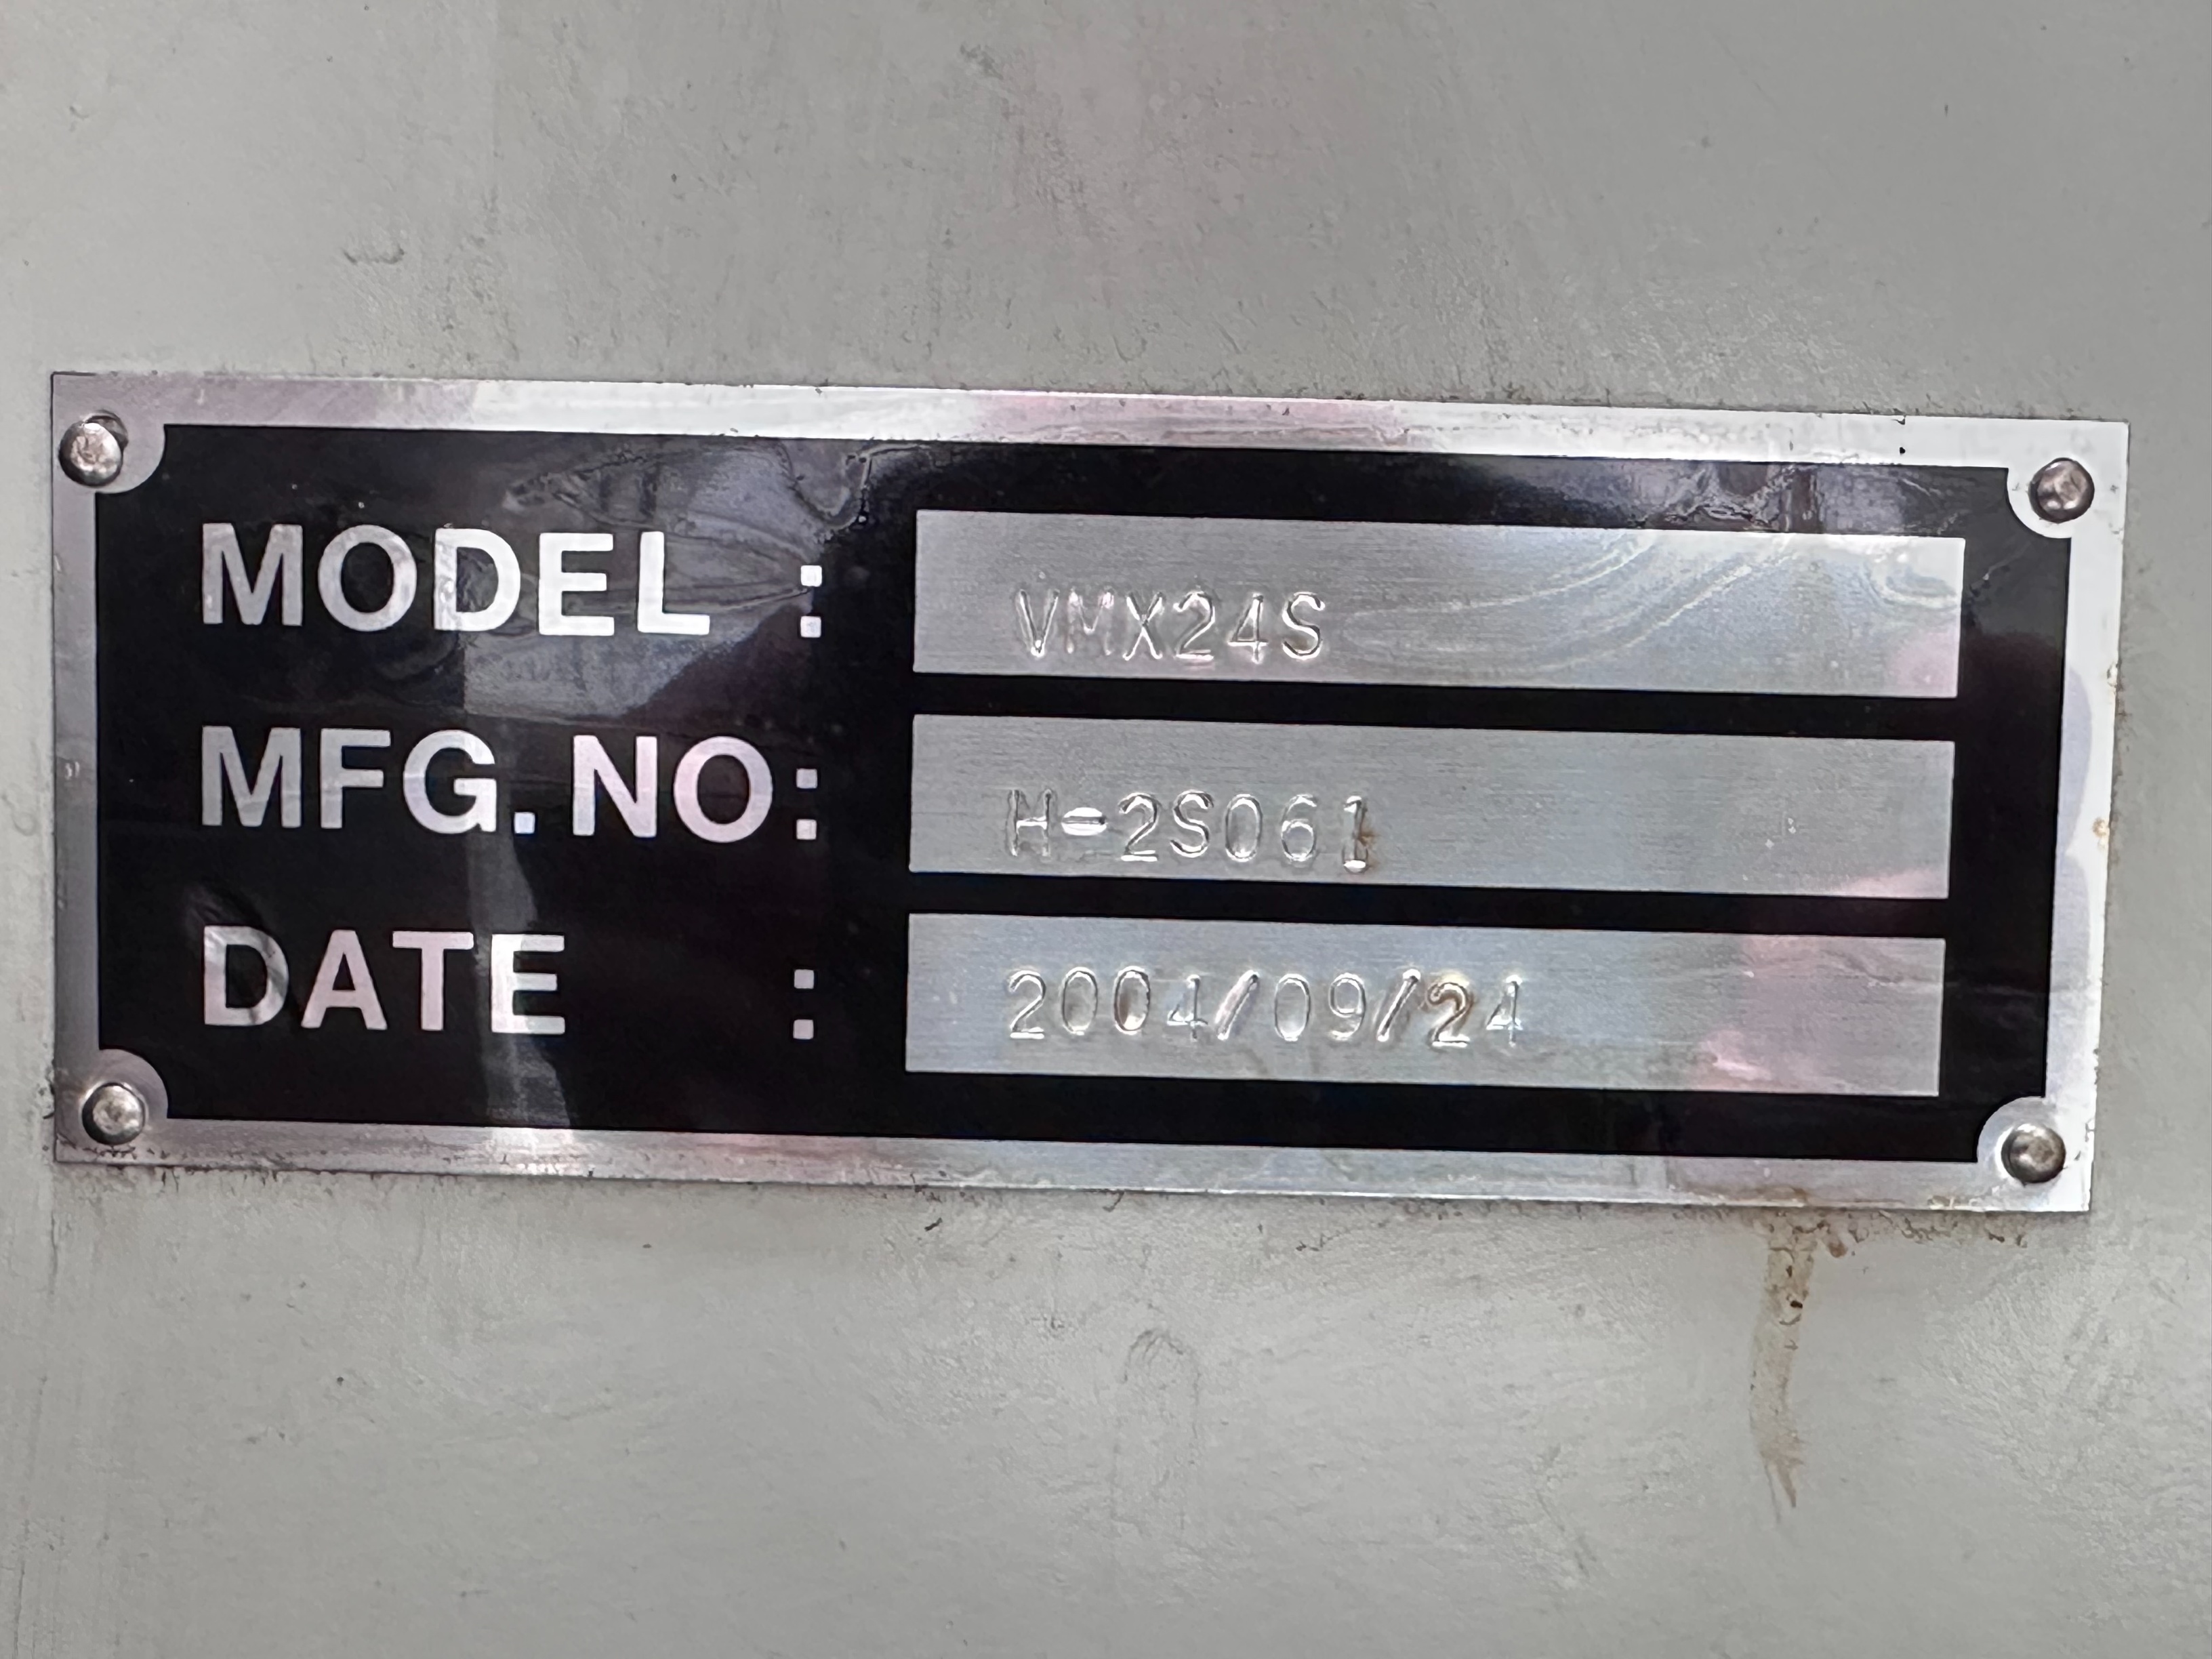 MODEL : VMX24S
MFG.NO: H-2S061
DATE : 2004/09/24